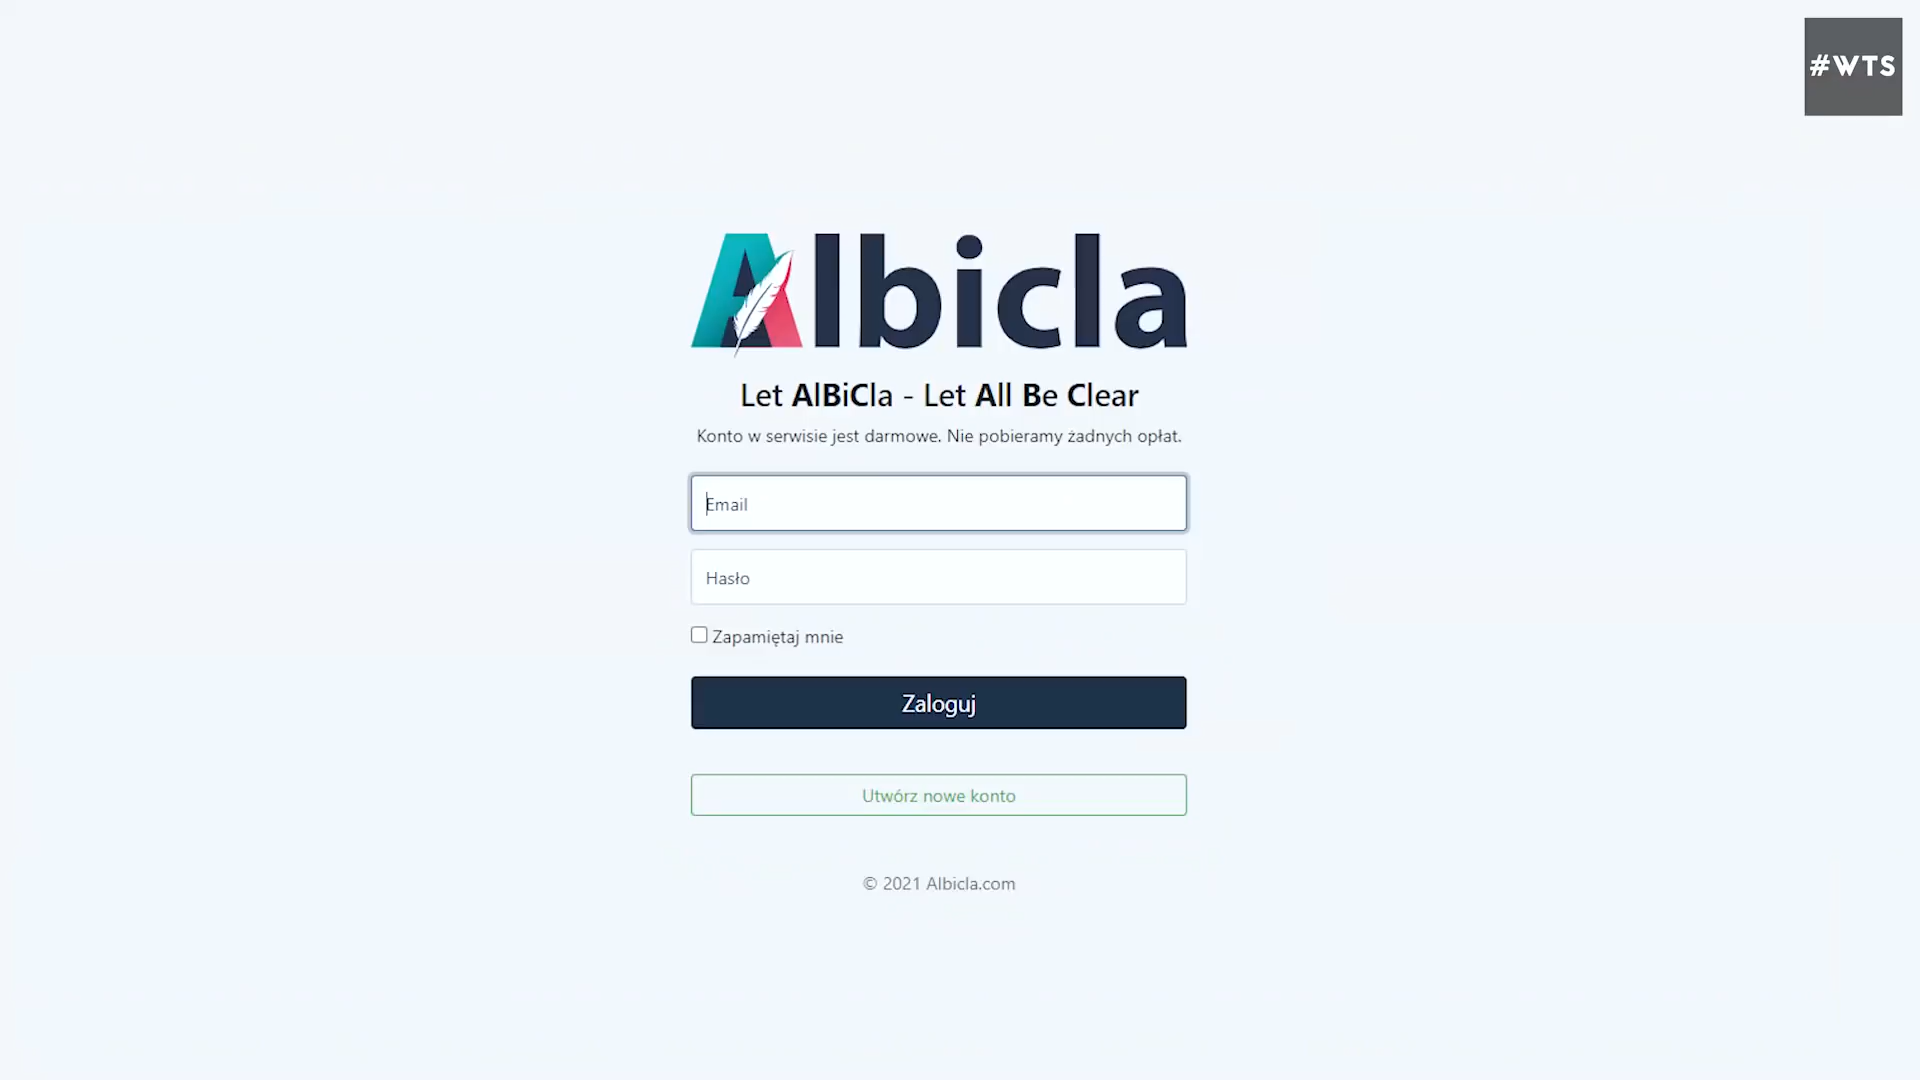 #WTS
Albicla
Let AlBiCla - Let All Be Clear
Konto w serwisie jest darmowe. Nie pobieramy żadnych opłat.
Email
Hasło
Zapamiętaj mnie
Zaloguj
Utwórz nowe konto
© 2021 Albicla.com